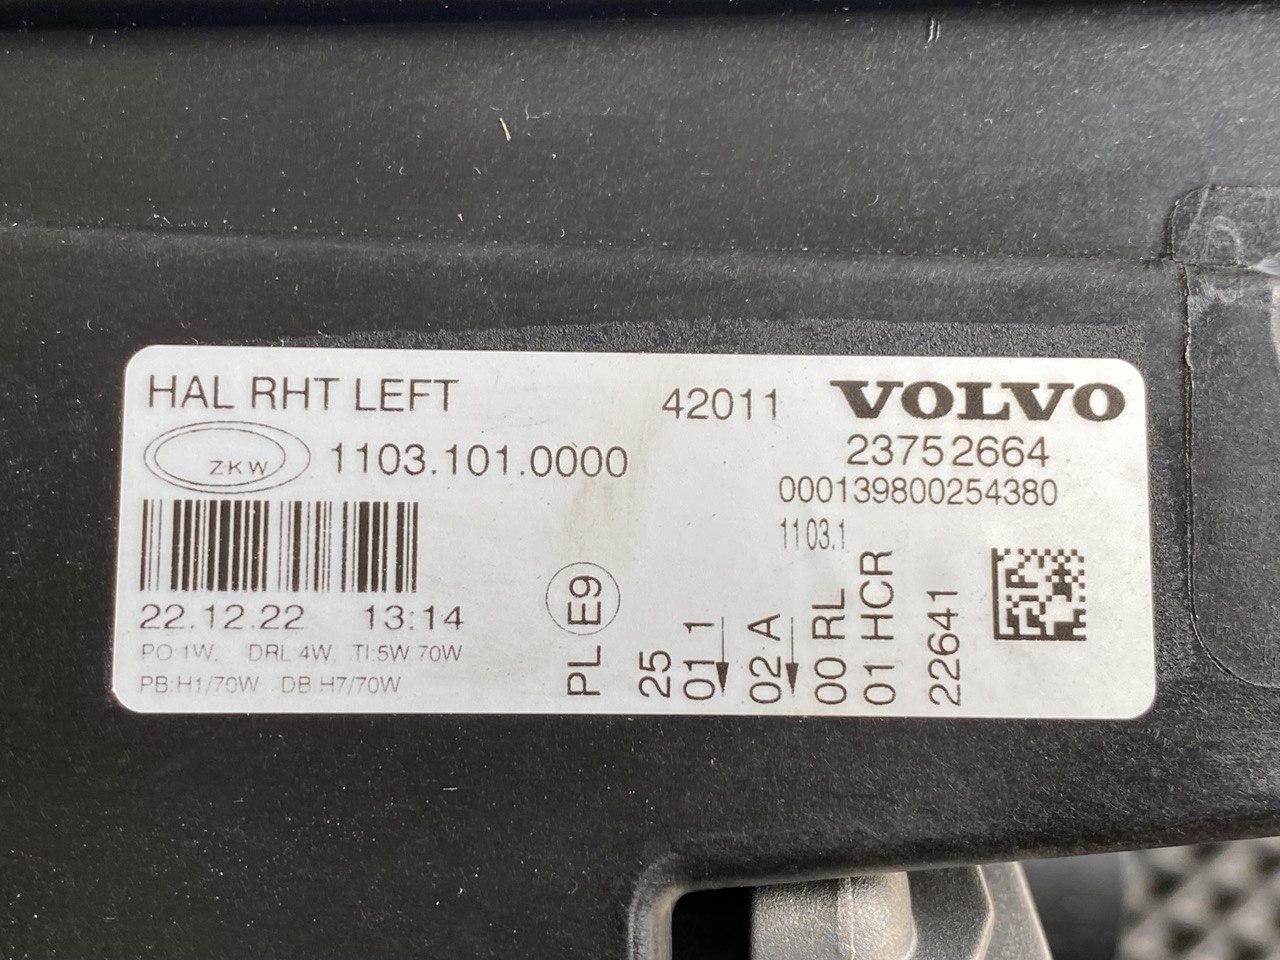 HAL RHT LEFT
42011
VOLVO
ZKW
1103.101.0000
23752664
000139800254380
1103.1
22.12.22 13:14
PO:1W, DRL 4W, TI:5W 70W
PB:H1/70W DB H7/70W
PL E9
25
01 1
02 A
00 RL
01 HCR
22641